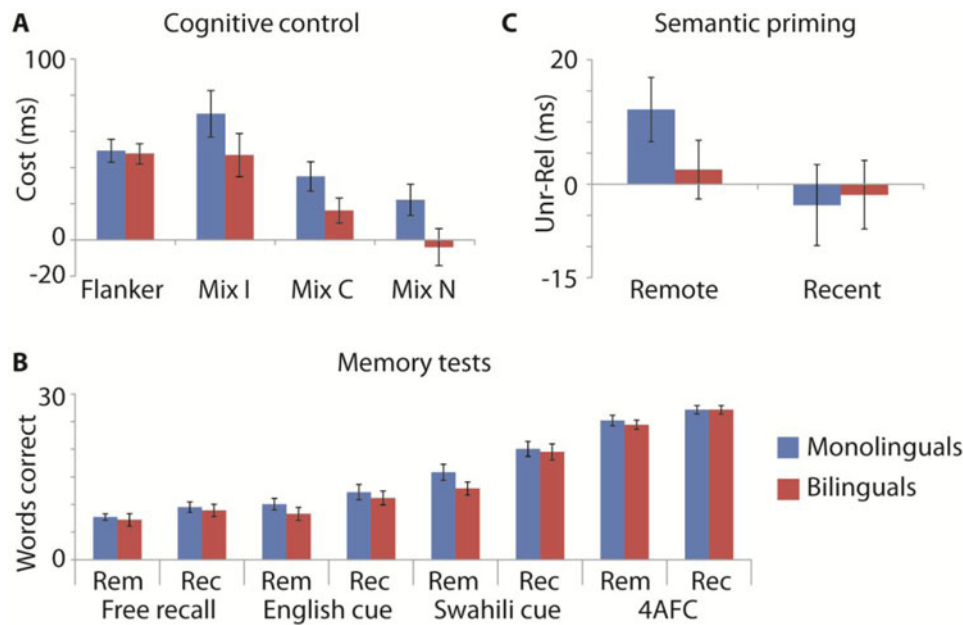 A Cognitive control
100
Cost (ms)
0
-20
Flanker Mix I Mix C Mix N
C Semantic priming
20
Unr-Rel (ms)
0
-15
Remote Recent
B Memory tests
30
Words correct
0
Rem Rec Rem Rec Rem Rec Rem Rec
Free recall English cue Swahili cue 4AFC
Monolinguals
Bilinguals